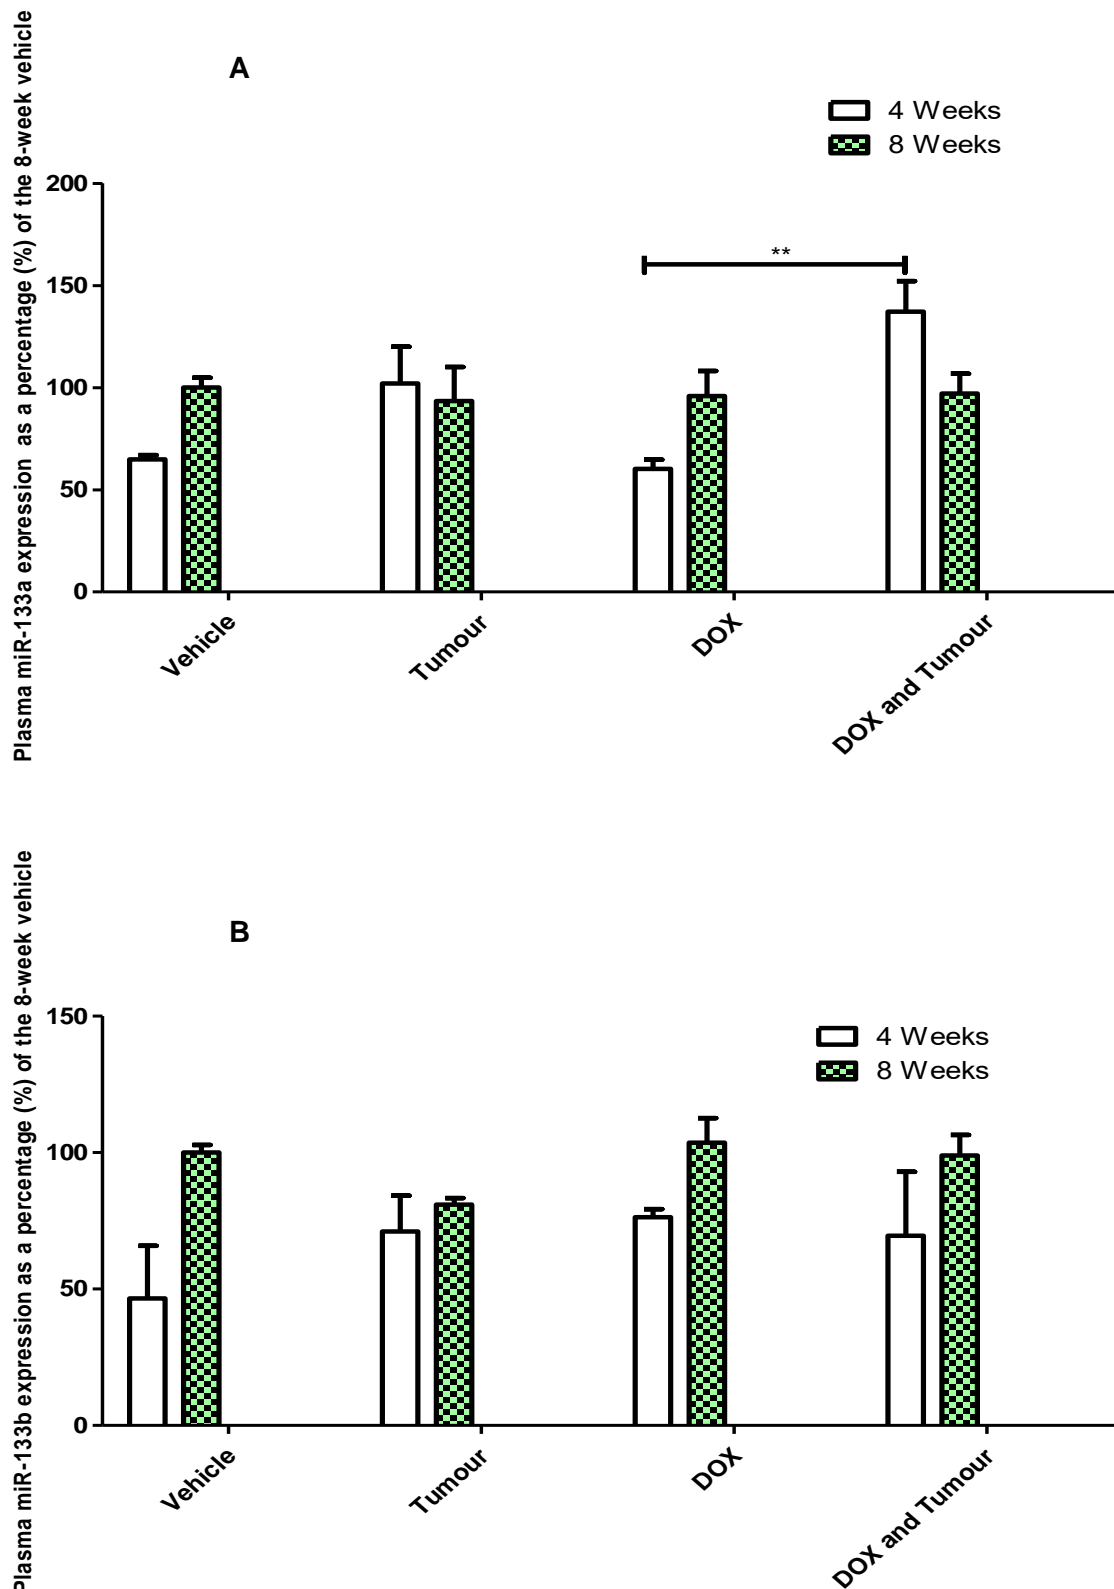 A
Plasma miR-133a expression as a percentage (%) of the 8-week vehicle
4 Weeks
8 Weeks
200
150
100
50
0
**
Vehicle
Tumour
DOX
DOX and Tumour
B
Plasma miR-133b expression as a percentage (%) of the 8-week vehicle
4 Weeks
8 Weeks
150
100
50
0
Vehicle
Tumour
DOX
DOX and Tumour